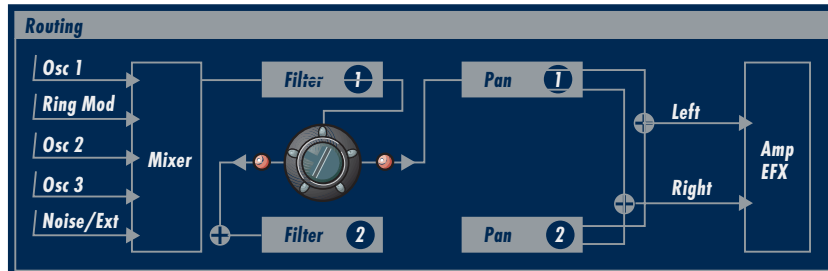 Routing
Osc 1
Ring Mod
Osc 2
Osc 3
Noise/Ext
Mixer
Filter 1
Filter 2
Pan 1
Pan 2
Left
Right
Amp
EFX